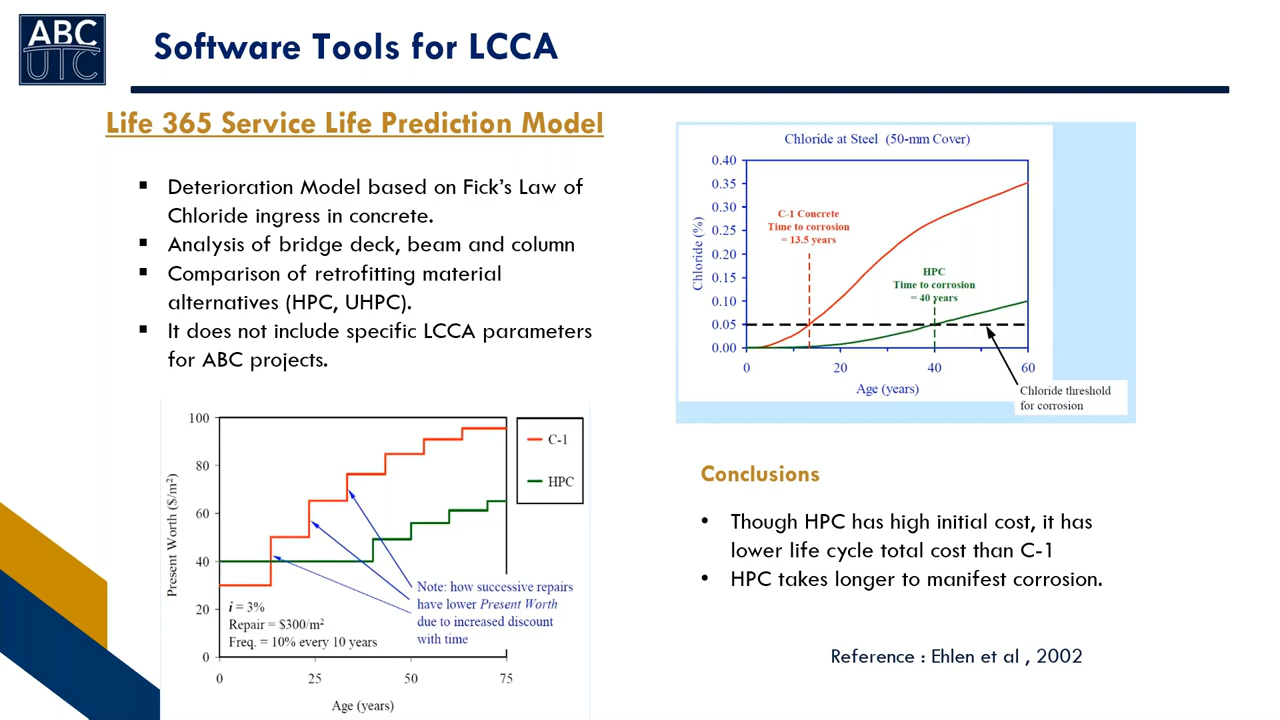 ABC
UTC
Software Tools for LCCA
Life 365 Service Life Prediction Model
▪ Deterioration Model based on Fick's Law of
Chloride ingress in concrete.
▪ Analysis of bridge deck, beam and column
▪ Comparison of retrofitting material
alternatives (HPC, UHPC).
▪ It does not include specific LCCA parameters
for ABC projects.
Chloride at Steel (50-mm Cover)
Chloride (%)
0.40
0.35
0.30
0.25
0.20
0.15
0.10
0.05
0.00
C-1 Concrete
Time to corrosion
= 13.5 years
HPC
Time to corrosion
= 40 years
0 20 40 60
Age (years)
Chloride threshold
for corrosion
Present Worth ($/m²)
100
80
60
40
20
0
C-1
HPC
Note: how successive repairs
have lower Present Worth
due to increased discount
with time
i = 3%
Repair = $300/m²
Freq. = 10% every 10 years
0 25 50 75
Age (years)
Conclusions
• Though HPC has high initial cost, it has
lower life cycle total cost than C-1
• HPC takes longer to manifest corrosion.
Reference : Ehlen et al , 2002